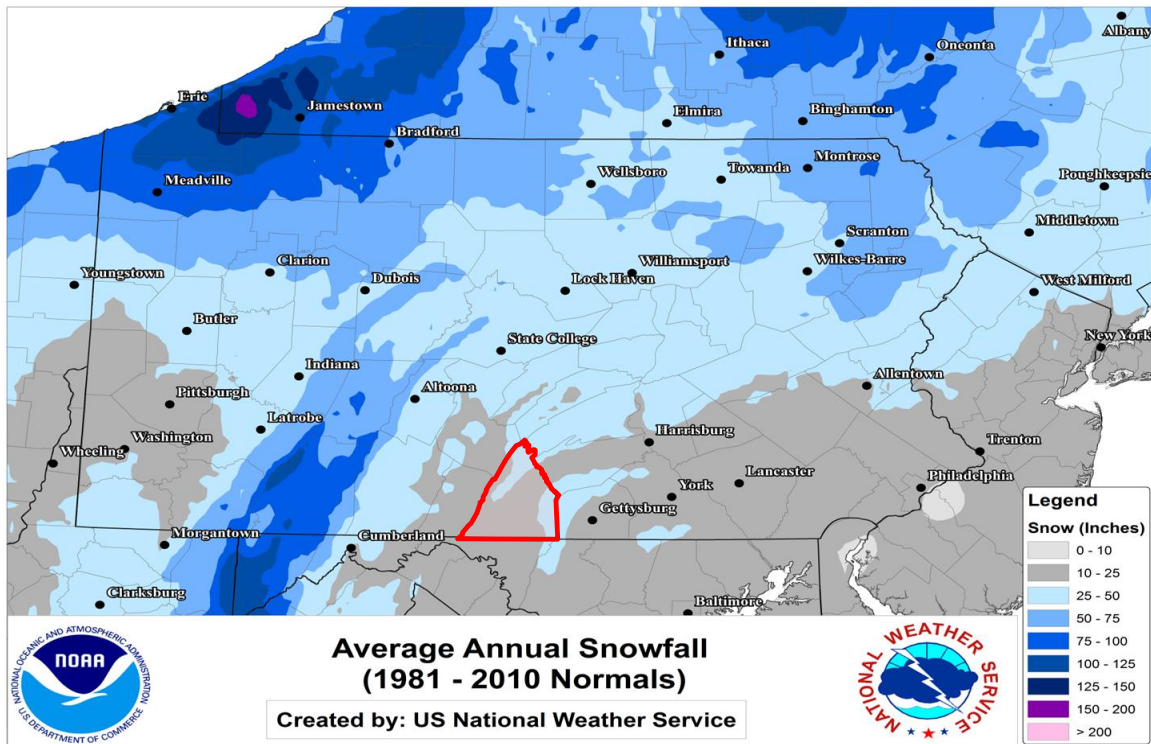 Albany
Ithaca
Oneonta
Erie
Jamestown
Elmira
Binghamton
Bradford
Montrose
Wellsboro
Towanda
Meadville
Poughkeepsie
Middletown
Scranton
Williamsport
Wilkes-Barre
Clarion
Youngstown
Dubois
Lock Haven
West Milford
Butler
State College
New York
Indiana
Altoona
Allentown
Pittsburgh
Latrobe
Harrisburg
Washington
Wheeling
Trenton
Lancaster
Philadelphia
York
Gettysburg
Morgantown
Cumberland
Clarksburg
Baltimore
Legend
Snow (Inches)
0 - 10
10 - 25
25 - 50
50 - 75
75 - 100
100 - 125
125 - 150
150 - 200
> 200
NATIONAL OCEANIC AND ATMOSPHERIC ADMINISTRATION
NOAA
U.S. DEPARTMENT OF COMMERCE
Average Annual Snowfall
(1981 - 2010 Normals)
Created by: US National Weather Service
NATIONAL WEATHER SERVICE